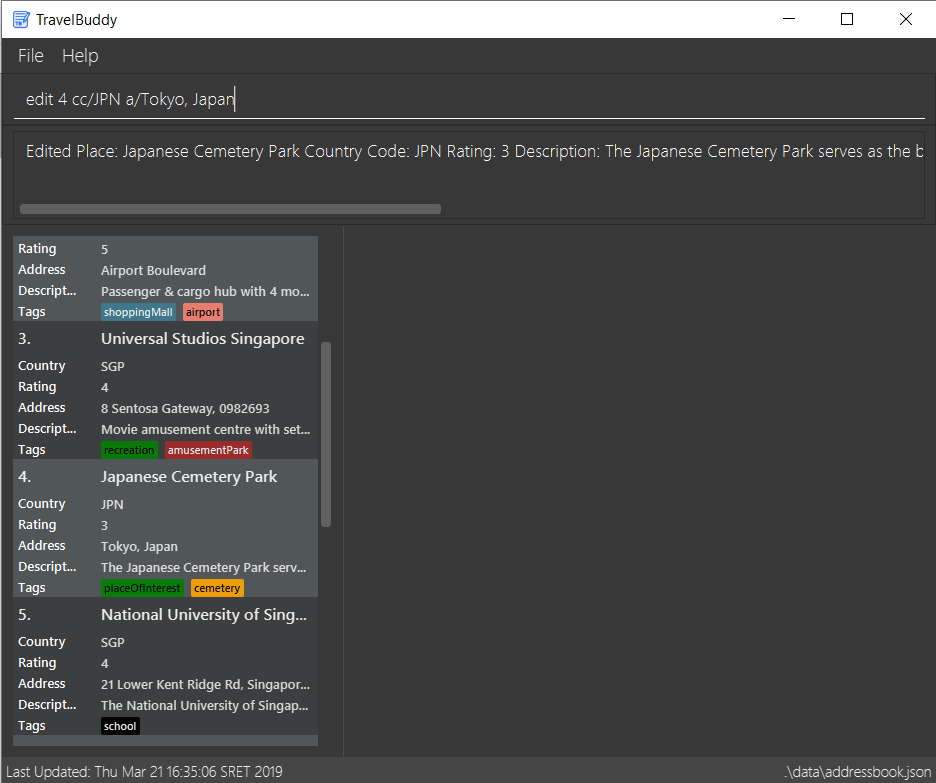 TravelBuddy
File Help
edit 4 cc/JPN a/Tokyo, Japan
Edited Place: Japanese Cemetery Park Country Code: JPN Rating: 3 Description: The Japanese Cemetery Park serves as the b
Rating 5
Address Airport Boulevard
Descript... Passenger & cargo hub with 4 mo...
Tags shoppingMall airport
3. Universal Studios Singapore
Country SGP
Rating 4
Address 8 Sentosa Gateway, 0982693
Descript... Movie amusement centre with set...
Tags recreation amusementPark
4. Japanese Cemetery Park
Country JPN
Rating 3
Address Tokyo, Japan
Descript... The Japanese Cemetery Park serv...
Tags placeOfInterest cemetery
5. National University of Sing...
Country SGP
Rating 4
Address 21 Lower Kent Ridge Rd, Singapor...
Descript... The National University of Singap...
Tags school
Last Updated: Thu Mar 21 16:35:06 SRET 2019 .\data\addressbook.json